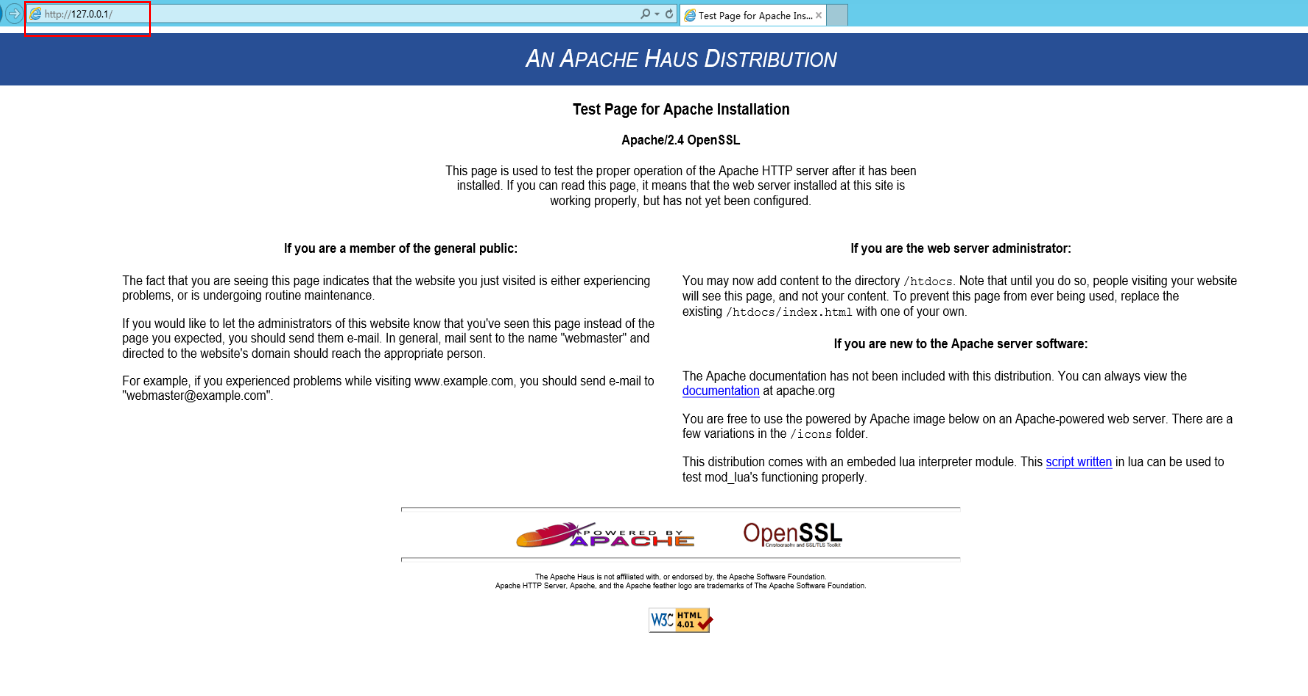 http://127.0.0.1/
Test Page for Apache Ins...
AN APACHE HAUS DISTRIBUTION
Test Page for Apache Installation
Apache/2.4 OpenSSL
This page is used to test the proper operation of the Apache HTTP server after it has been
installed. If you can read this page, it means that the web server installed at this site is
working properly, but has not yet been configured.
If you are a member of the general public:
The fact that you are seeing this page indicates that the website you just visited is either experiencing
problems, or is undergoing routine maintenance.
If you would like to let the administrators of this website know that you've seen this page instead of the
page you expected, you should send them e-mail. In general, mail sent to the name "webmaster" and
directed to the website's domain should reach the appropriate person.
For example, if you experienced problems while visiting www.example.com, you should send e-mail to
"webmaster@example.com".
If you are the web server administrator:
You may now add content to the directory /htdocs. Note that until you do so, people visiting your website
will see this page, and not your content. To prevent this page from ever being used, replace the
existing /htdocs/index.html with one of your own.
If you are new to the Apache server software:
The Apache documentation has not been included with this distribution. You can always view the
documentation at apache.org
You are free to use the powered by Apache image below on an Apache-powered web server. There are a
few variations in the /icons folder.
This distribution comes with an embeded lua interpreter module. This script written in lua can be used to
test mod_lua's functioning properly.
POWERED BY
APACHE
OpenSSL
Cryptography and SSL/TLS Toolkit
The Apache Haus is not affiliated with, or endorsed by, the Apache Software Foundation.
Apache HTTP Server, Apache, and the Apache feather logo are trademarks of The Apache Software Foundation.
W3C HTML
4.01